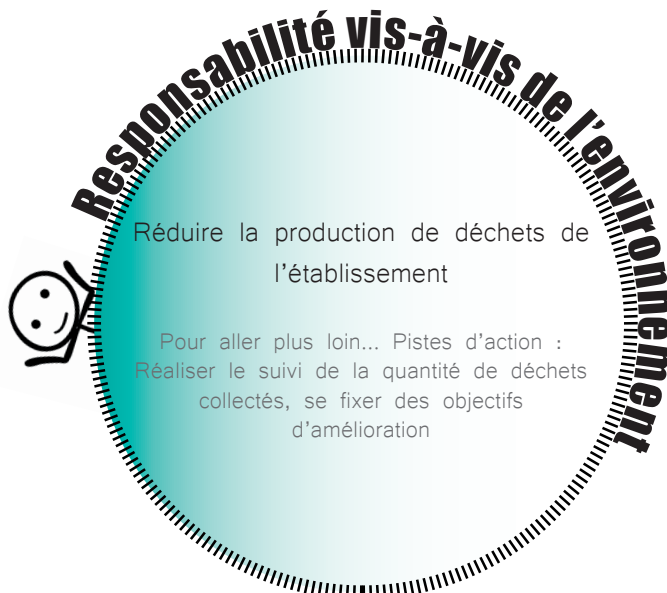 Responsabilité vis-à-vis de l'environnement
Réduire la production de déchets de
l'établissement
Pour aller plus loin... Pistes d'action :
Réaliser le suivi de la quantité de déchets
collectés, se fixer des objectifs
d'amélioration